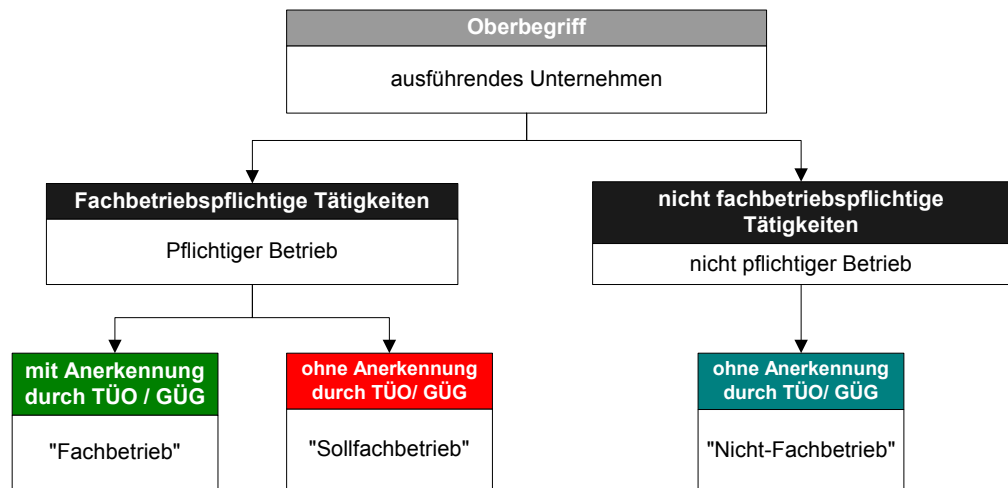 Oberbegriff
ausführendes Unternehmen
Fachbetriebspflichtige Tätigkeiten
Pflichtiger Betrieb
nicht fachbetriebspflichtige
Tätigkeiten
nicht pflichtiger Betrieb
mit Anerkennung
durch TÜO / GÜG
"Fachbetrieb"
ohne Anerkennung
durch TÜO/ GÜG
"Sollfachbetrieb"
ohne Anerkennung
durch TÜO/ GÜG
"Nicht-Fachbetrieb"